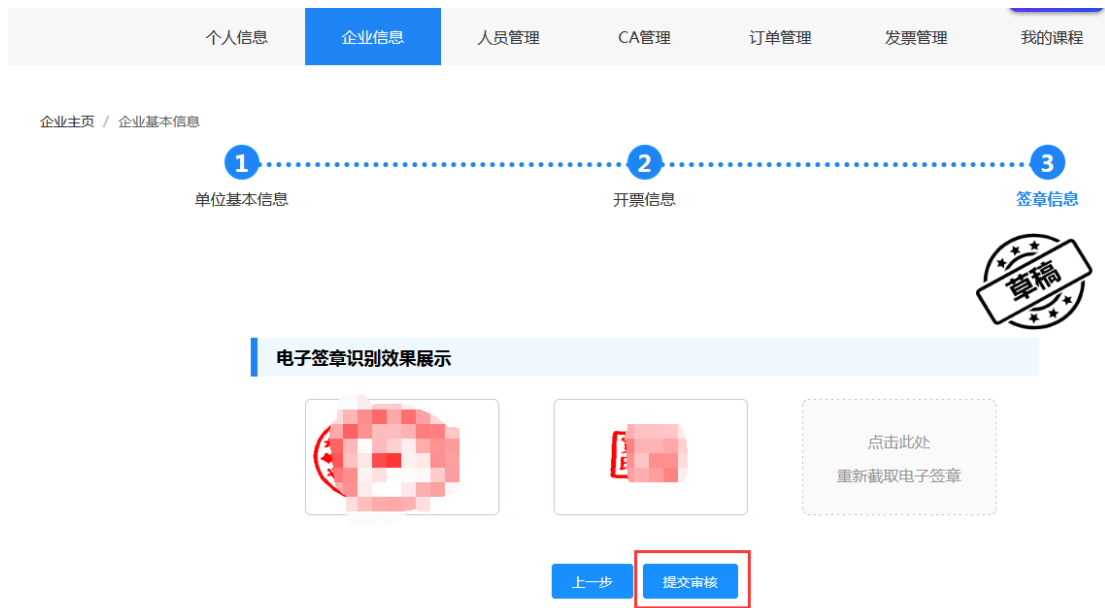 个人信息 企业信息 人员管理 CA管理 订单管理 发票管理 我的课程
企业主页 / 企业基本信息
1 2 3
单位基本信息 开票信息 签章信息
草稿
电子签章识别效果展示
点击此处
重新截取电子签章
上一步 提交审核